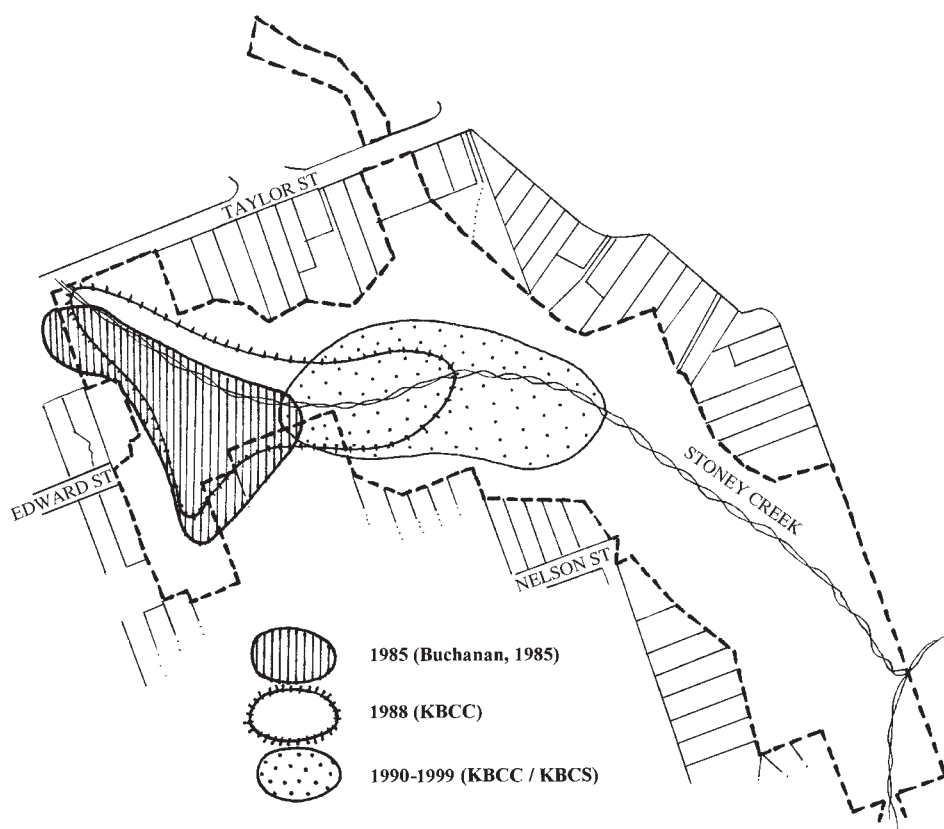 TAYLOR ST
EDWARD ST
STONEY CREEK
NELSON ST
1985 (Buchanan, 1985)
1988 (KBCC)
1990-1999 (KBCC / KBCS)